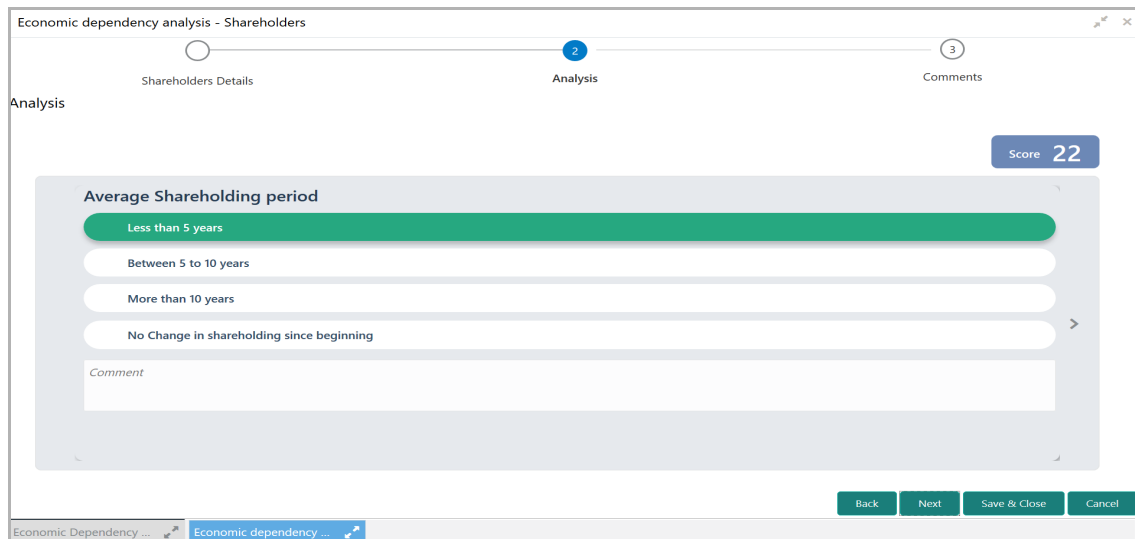 Economic dependency analysis - Shareholders
2
3
Shareholders Details
Analysis
Comments
Analysis
Score 22
Average Shareholding period
Less than 5 years
Between 5 to 10 years
More than 10 years
No Change in shareholding since beginning
Comment
Back Next Save & Close Cancel
Economic Dependency ... Economic dependency ...